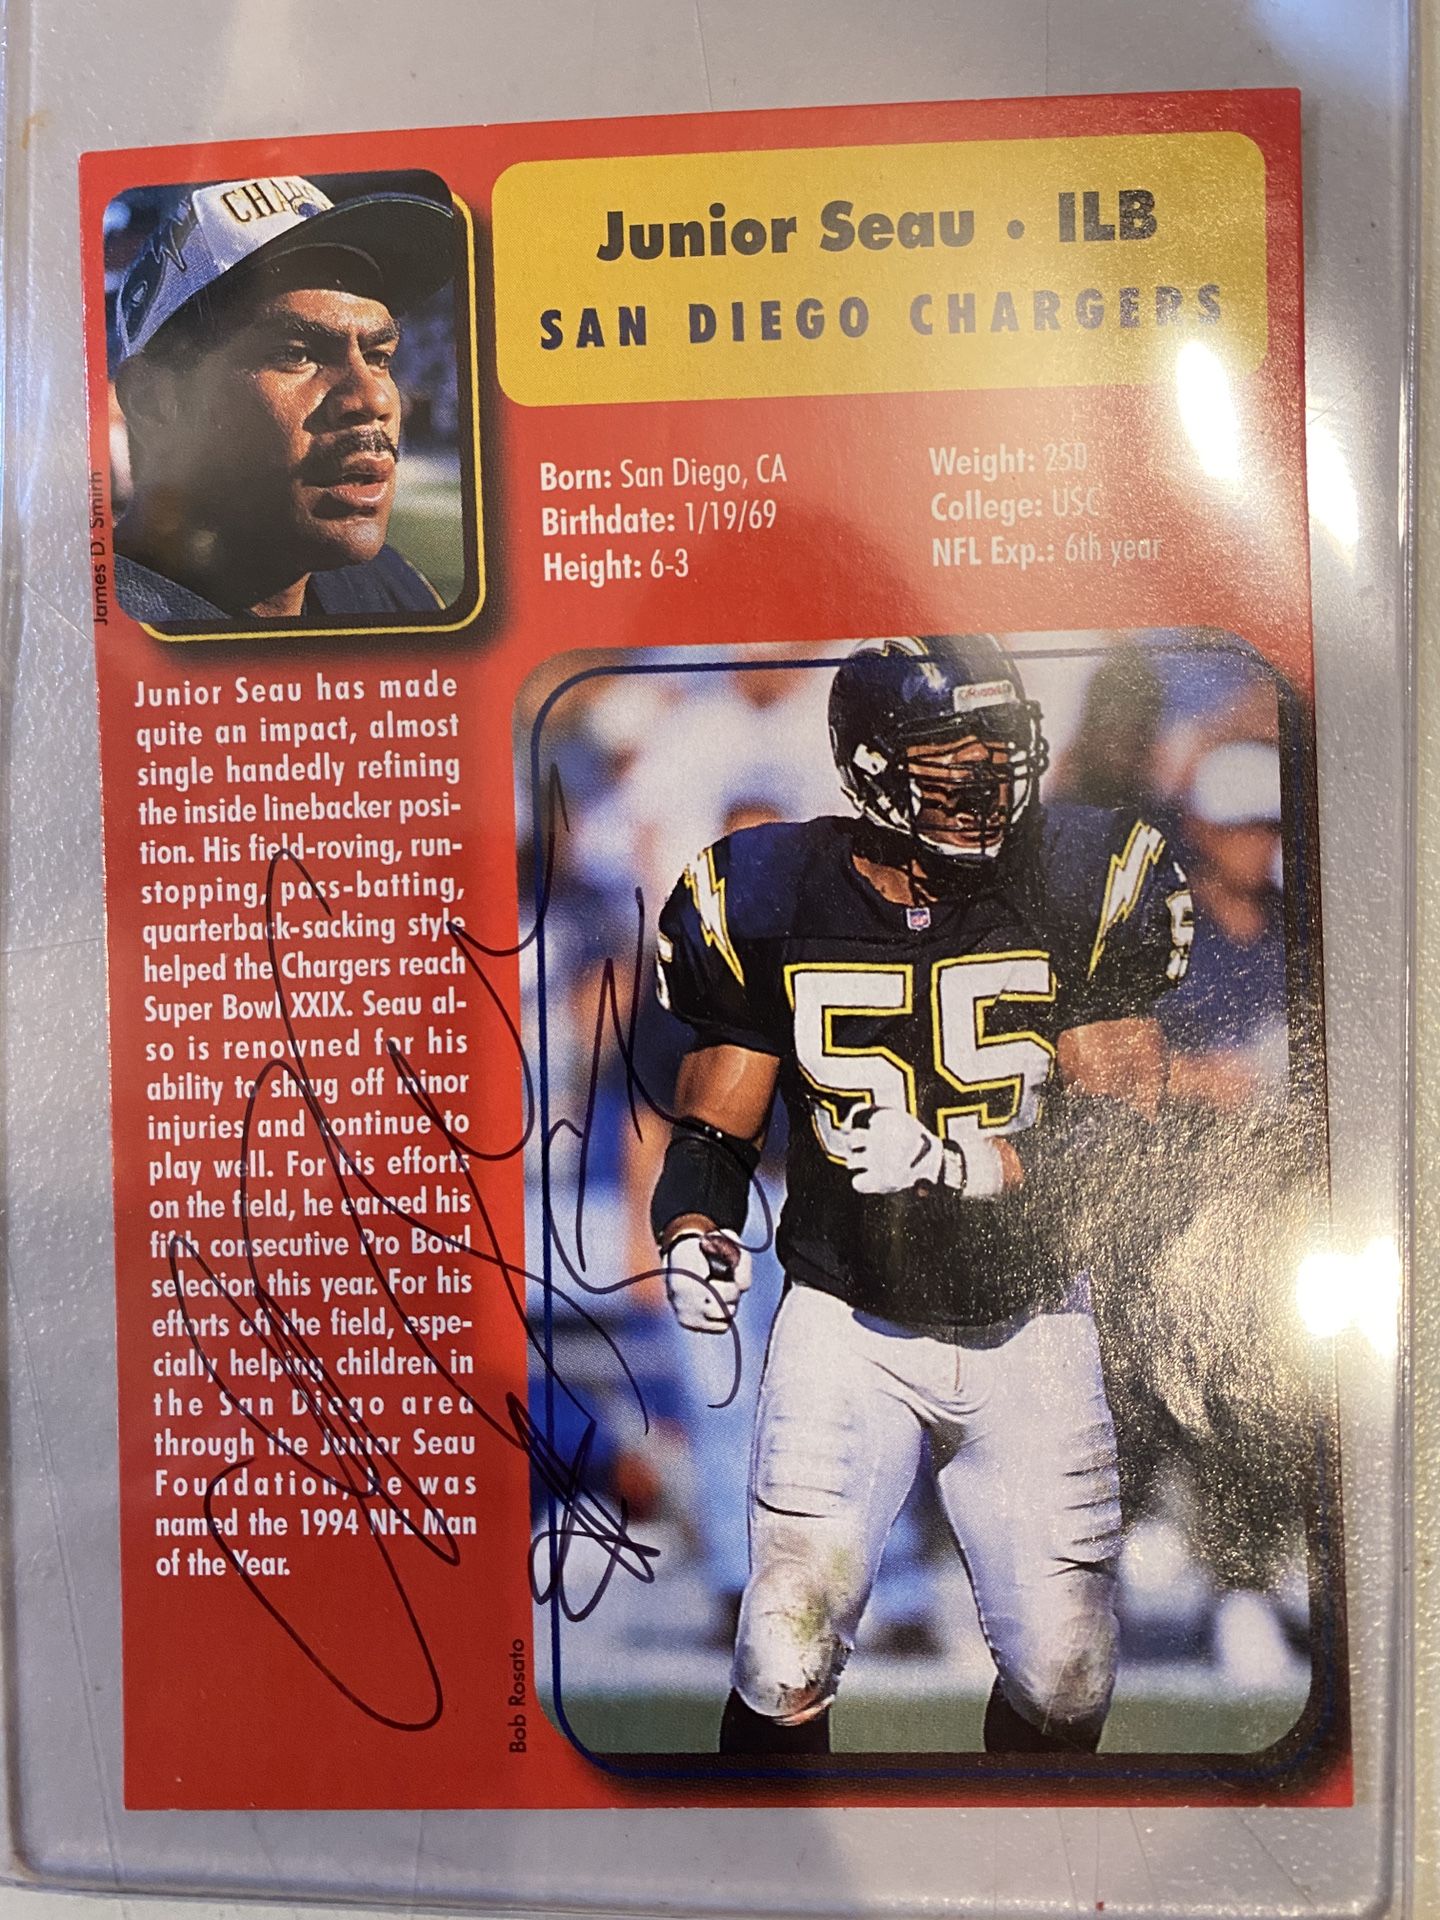 CHARG
Junior Seau • ILB
SAN DIEGO CHARGERS
Born: San Diego, CA
Birthdate: 1/19/69
Height: 6-3
Weight: 250
College: USC
NFL Exp.: 6th year
James D. Smith
Junior Seau has made
quite an impact, almost
single handedly refining
the inside linebacker posi-
tion. His field-roving, run-
stopping, pass-batting,
quarterback-sacking style
helped the Chargers reach
Super Bowl XXIX. Seau al-
so is renowned for his
ability to shrug off minor
injuries and continue to
play well. For his efforts
on the field, he earned his
fifth consecutive Pro Bowl
selection this year. For his
efforts off the field, espe-
cially helping children in
the San Diego area
through the Junior Seau
Foundation, he was
named the 1994 NFL Man
of the Year.
Bob Rosato
Riddell
NFL
55
5
5